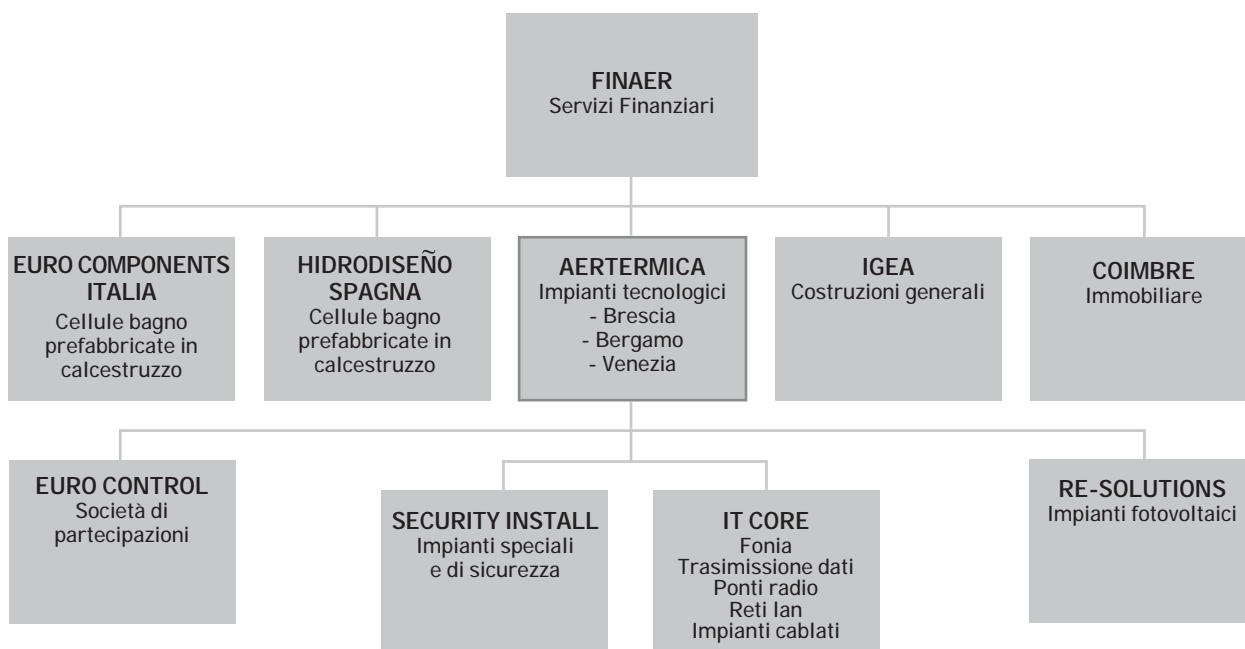 FINAER
Servizi Finanziari
EURO COMPONENTS
ITALIA
Cellule bagno
prefabbricate in
calcestruzzo
HIDRODISEÑO
SPAGNA
Cellule bagno
prefabbricate in
calcestruzzo
AERTERMICA
Impianti tecnologici
- Brescia
- Bergamo
- Venezia
IGEA
Costruzioni generali
COIMBRE
Immobiliare
EURO CONTROL
Società di
partecipazioni
SECURITY INSTALL
Impianti speciali
e di sicurezza
IT CORE
Fonia
Trasimissione dati
Ponti radio
Reti lan
Impianti cablati
RE-SOLUTIONS
Impianti fotovoltaici